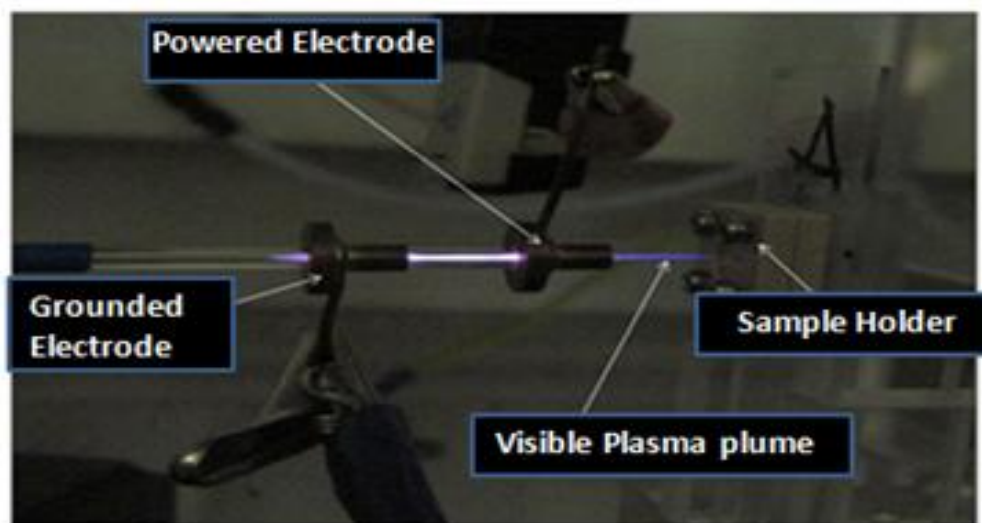 Powered Electrode
Grounded
Electrode
Sample Holder
Visible Plasma plume